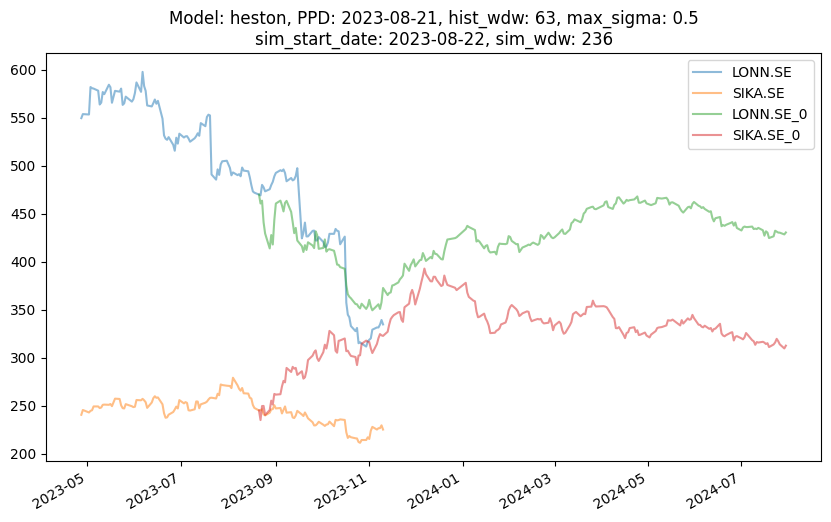 Model: heston, PPD: 2023-08-21, hist_wdw: 63, max_sigma: 0.5
sim_start_date: 2023-08-22, sim_wdw: 236
600
550
500
450
400
350
300
250
200
LONN.SE
SIKA.SE
LONN.SE_0
SIKA.SE_0
2023-05
2023-07
2023-09
2023-11
2024-01
2024-03
2024-05
2024-07